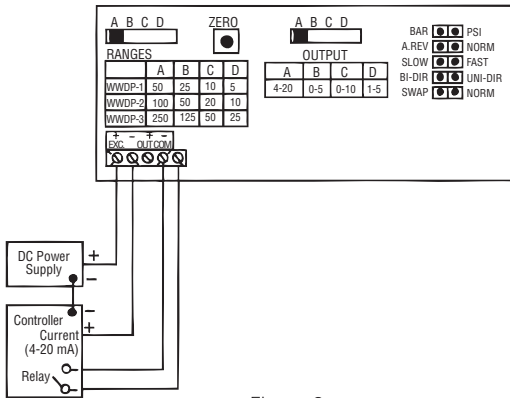 A B C D
ZERO
A B C D
BAR PSI
A.REV NORM
SLOW FAST
BI-DIR UNI-DIR
SWAP NORM
RANGES
A B C D
WWDP-1 50 25 10 5
WWDP-2 100 50 20 10
WWDP-3 250 125 50 25
OUTPUT
A B C D
4-20 0-5 0-10 1-5
+ - + -
EXC. OUT COM
DC Power
Supply
+
-
Controller
Current
(4-20 mA)
-
+
Relay